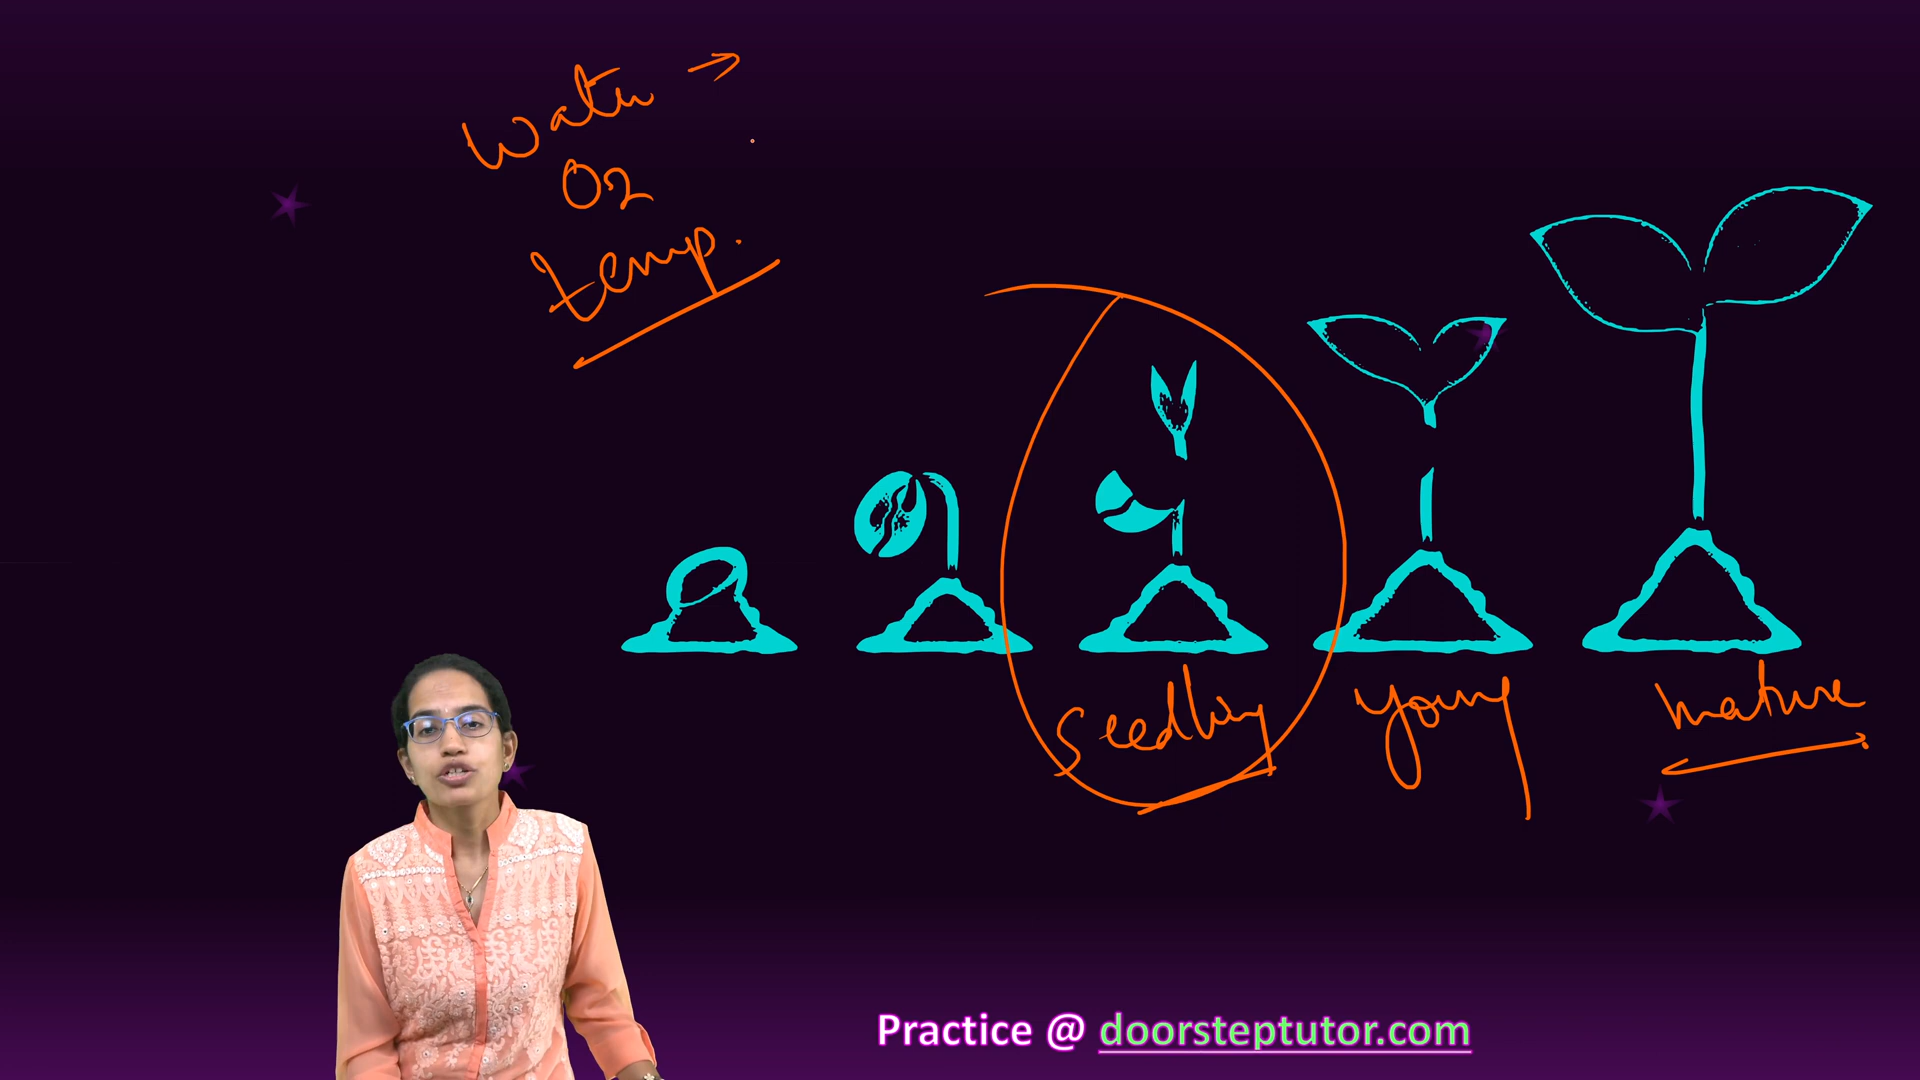 Water →
O2
temp.
Seedling
young
mature
Practice @ doorsteptutor.com